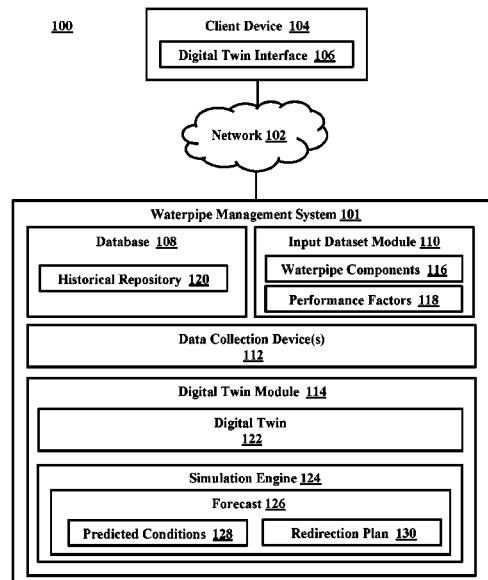 100
Client Device 104
Digital Twin Interface 106
Network 102
Waterpipe Management System 101
Database 108
Historical Repository 120
Input Dataset Module 110
Waterpipe Components 116
Performance Factors 118
Data Collection Device(s)
112
Digital Twin Module 114
Digital Twin
122
Simulation Engine 124
Forecast 126
Predicted Conditions 128
Redirection Plan 130